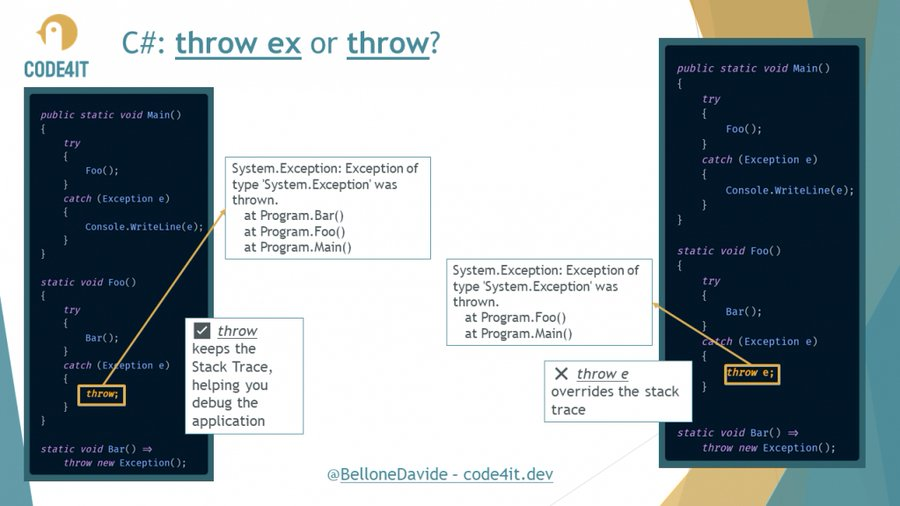 CODE4IT
C#: throw ex or throw?
public static void Main()
{
try
{
Foo();
}
catch (Exception e)
{
Console.WriteLine(e);
}
}
static void Foo()
{
try
{
Bar();
}
catch (Exception e)
{
throw;
}
}
static void Bar() ⇒
throw new Exception();
System.Exception: Exception of
type 'System.Exception' was
thrown.
at Program.Bar()
at Program.Foo()
at Program.Main()
throw
keeps the
Stack Trace,
helping you
debug the
application
System.Exception: Exception of
type 'System.Exception' was
thrown.
at Program.Foo()
at Program.Main()
throw e
overrides the stack
trace
public static void Main()
{
try
{
Foo();
}
catch (Exception e)
{
Console.WriteLine(e);
}
}
static void Foo()
{
try
{
Bar();
}
catch (Exception e)
{
throw e;
}
static void Bar() ⇒
throw new Exception();
@BelloneDavide - code4it.dev